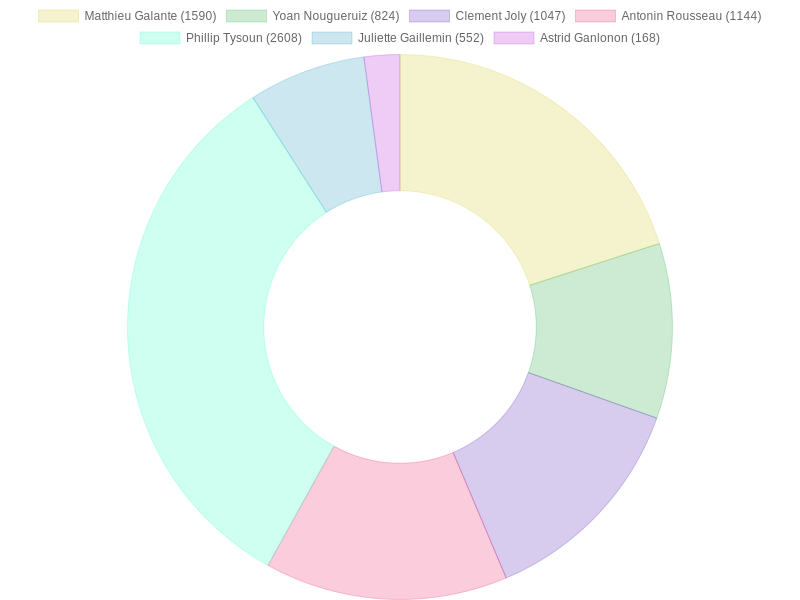 Matthieu Galante (1590) Yoan Nougueruiz (824) Clement Joly (1047) Antonin Rousseau (1144)
Phillip Tysoun (2608) Juliette Gaillemin (552) Astrid Ganlonon (168)